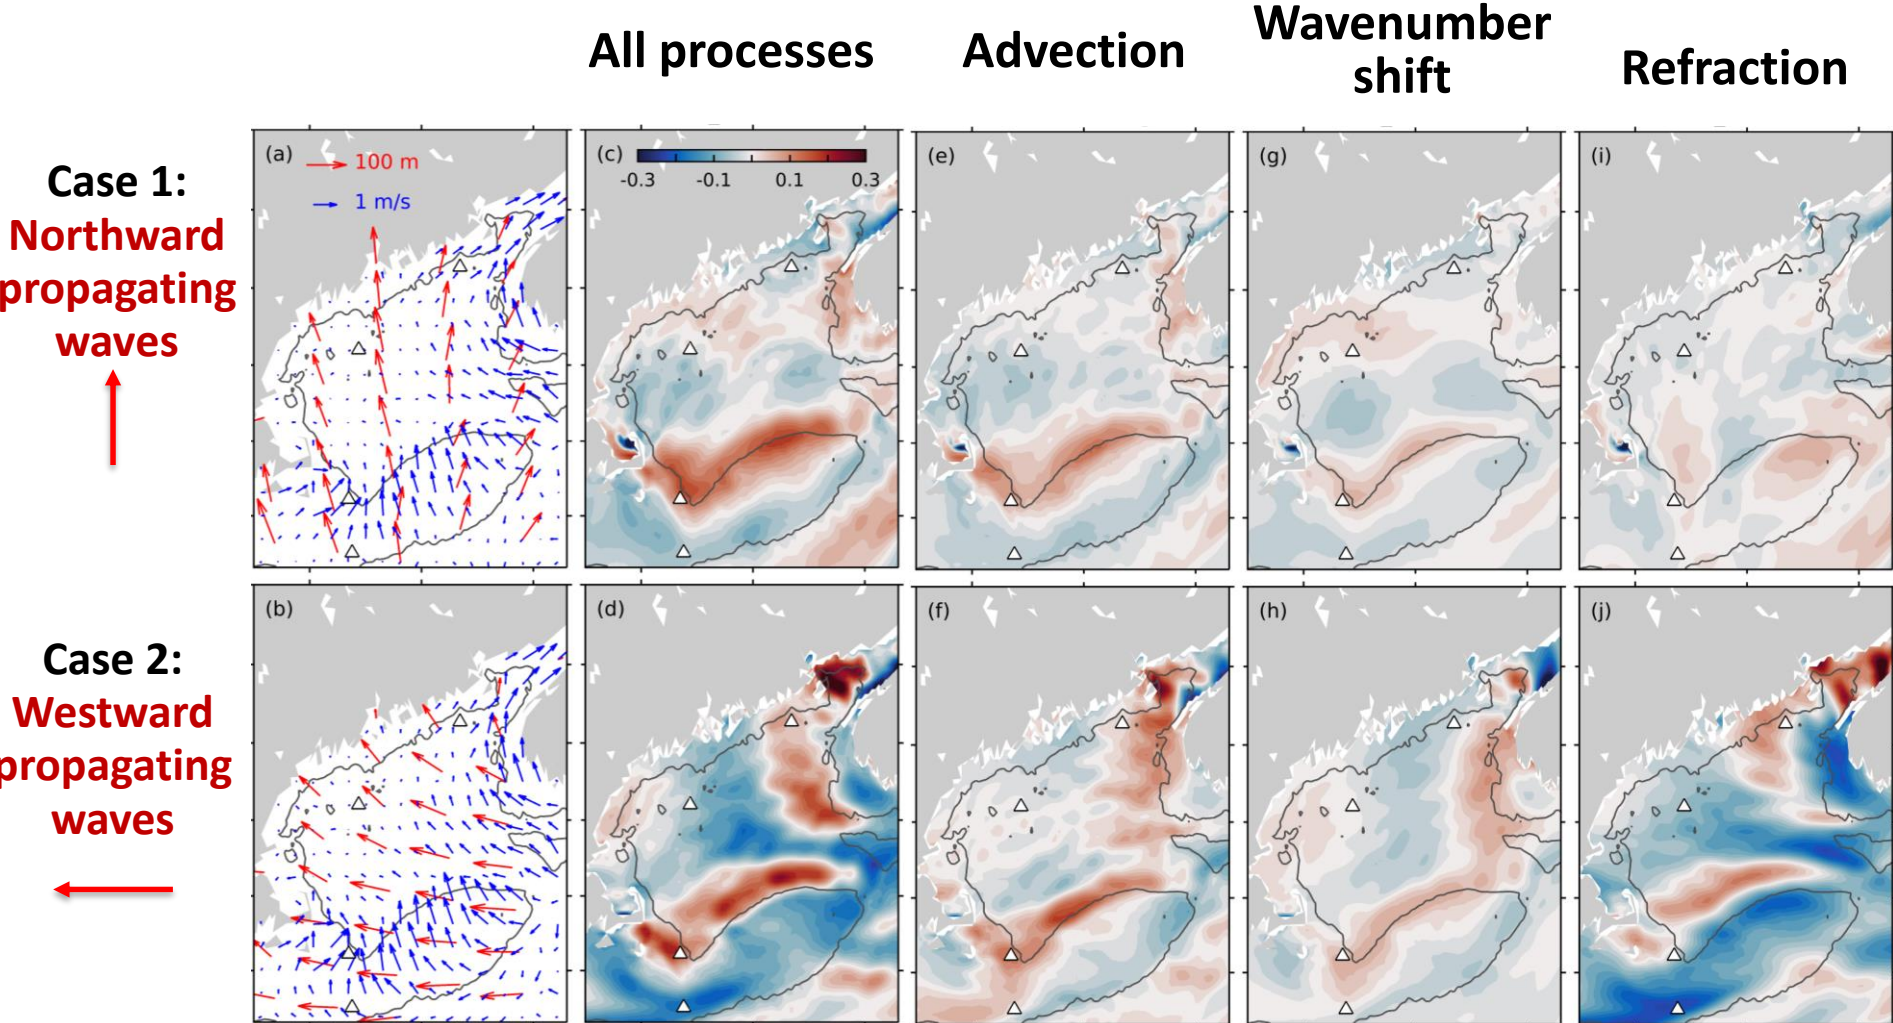 All processes
Advection
Wavenumber
shift
Refraction
Case 1:
Northward
propagating
waves
(a)
100 m
1 m/s
(c)
-0.3
-0.1
0.1
0.3
(e)
(g)
(i)
Case 2:
Westward
propagating
waves
(b)
(d)
(f)
(h)
(j)